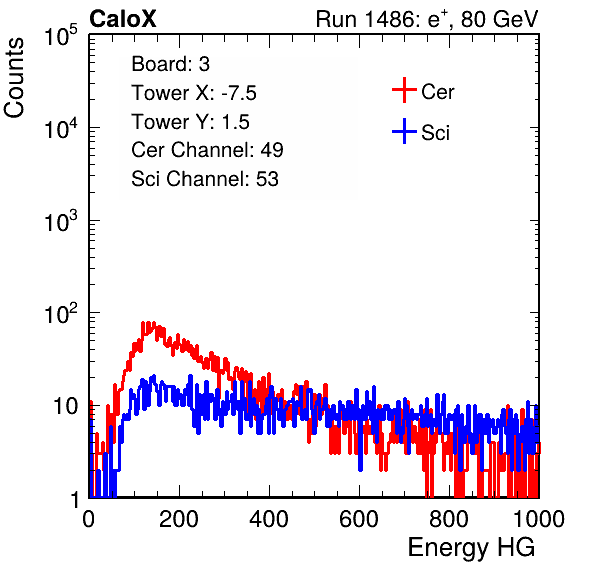 CaloX Run 1486: e⁺, 80 GeV
Counts
10⁵
10⁴
10³
10²
10
1
Board: 3
Tower X: -7.5
Tower Y: 1.5
Cer Channel: 49
Sci Channel: 53
Cer
Sci
0 200 400 600 800 1000
Energy HG